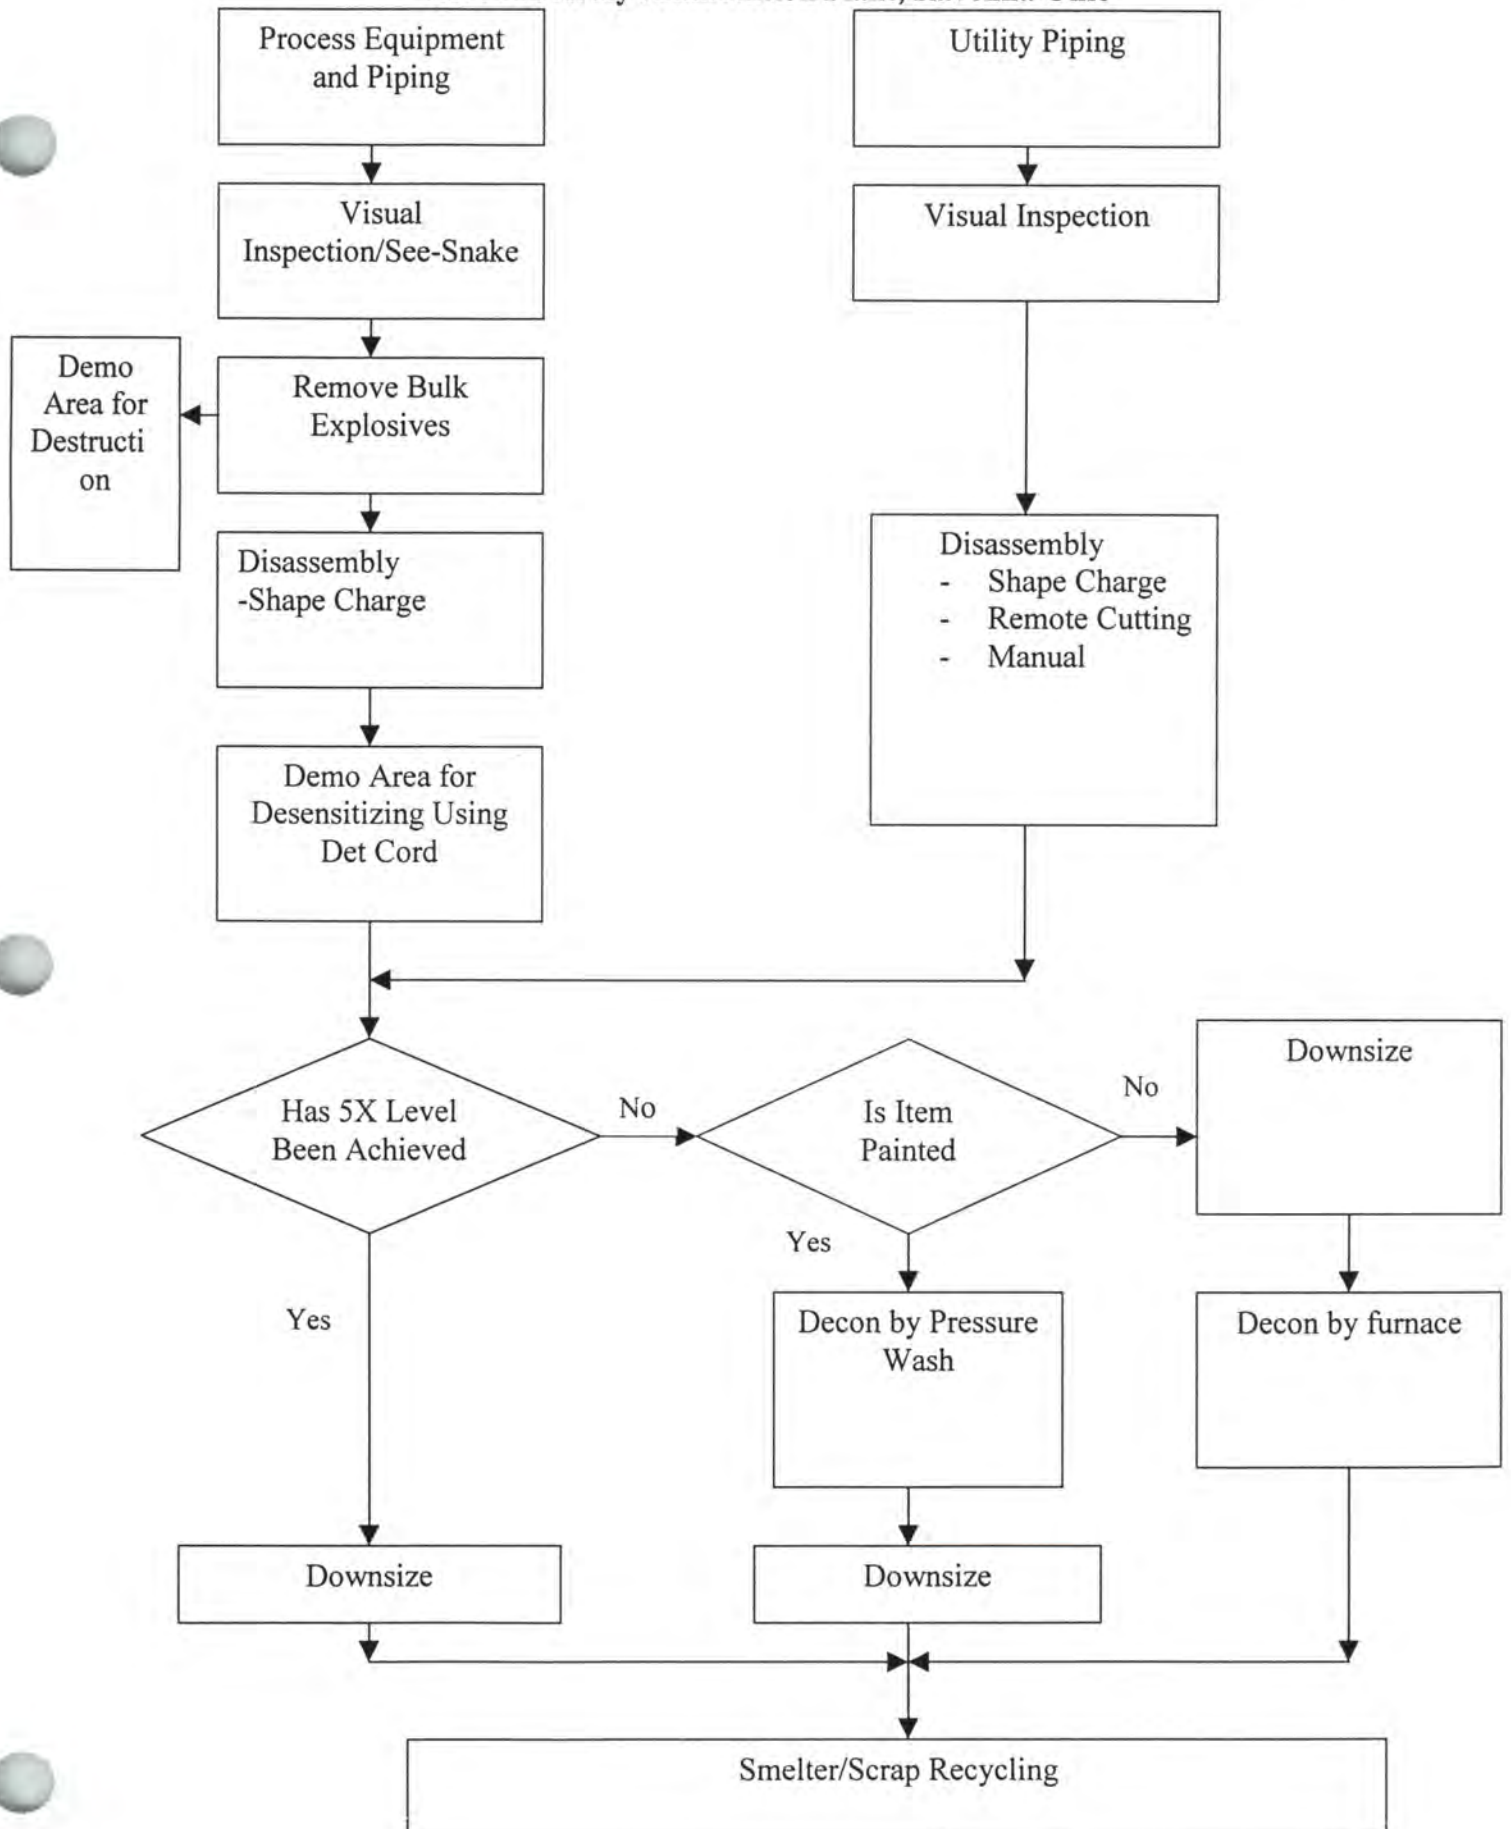 Process Equipment
and Piping
Utility Piping
Visual
Inspection/See-Snake
Visual Inspection
Demo
Area for
Destructi
on
Remove Bulk
Explosives
Disassembly
-Shape Charge
Disassembly
- Shape Charge
- Remote Cutting
- Manual
Demo Area for
Desensitizing Using
Det Cord
Has 5X Level
Been Achieved
No
Is Item
Painted
No
Downsize
Yes
Yes
Decon by Pressure
Wash
Decon by furnace
Downsize
Downsize
Smelter/Scrap Recycling